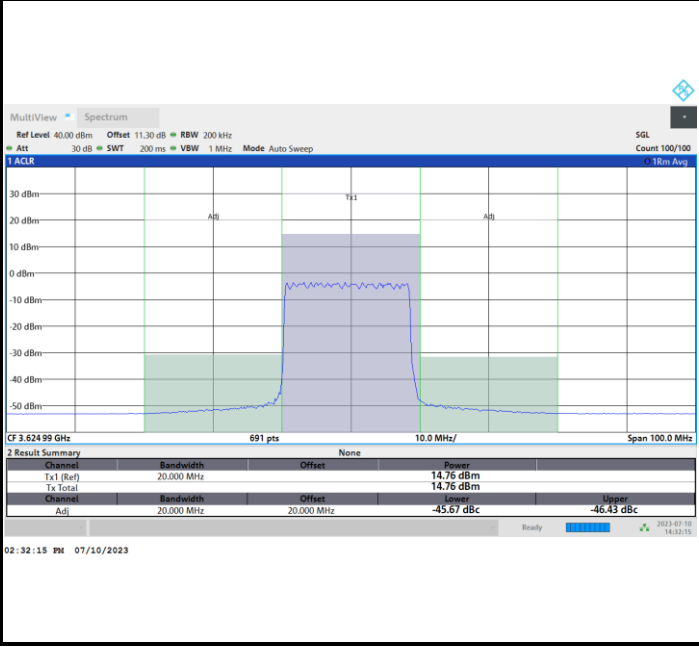 MultiView Spectrum
Ref Level 40.00 dBm Offset 11.30 dB RBW 200 kHz SGL
Att 30 dB SWT 200 ms VBW 1 MHz Mode Auto Sweep Count 100/100
1 ACLR 1Rm Avg
Tx1
30 dBm
Adj Adj
20 dBm
10 dBm
0 dBm
-10 dBm
-20 dBm
-30 dBm
-40 dBm
-50 dBm
CF 3.624 99 GHz 691 pts 10.0 MHz/ Span 100.0 MHz
2 Result Summary None
Channel Bandwidth Offset Power
Tx1 (Ref) 20.000 MHz 14.76 dBm
Tx Total 14.76 dBm
Channel Bandwidth Offset Lower Upper
Adj 20.000 MHz 20.000 MHz -45.67 dBc -46.43 dBc
Ready 2023-07-10
14:32:15
02:32:15 PM 07/10/2023